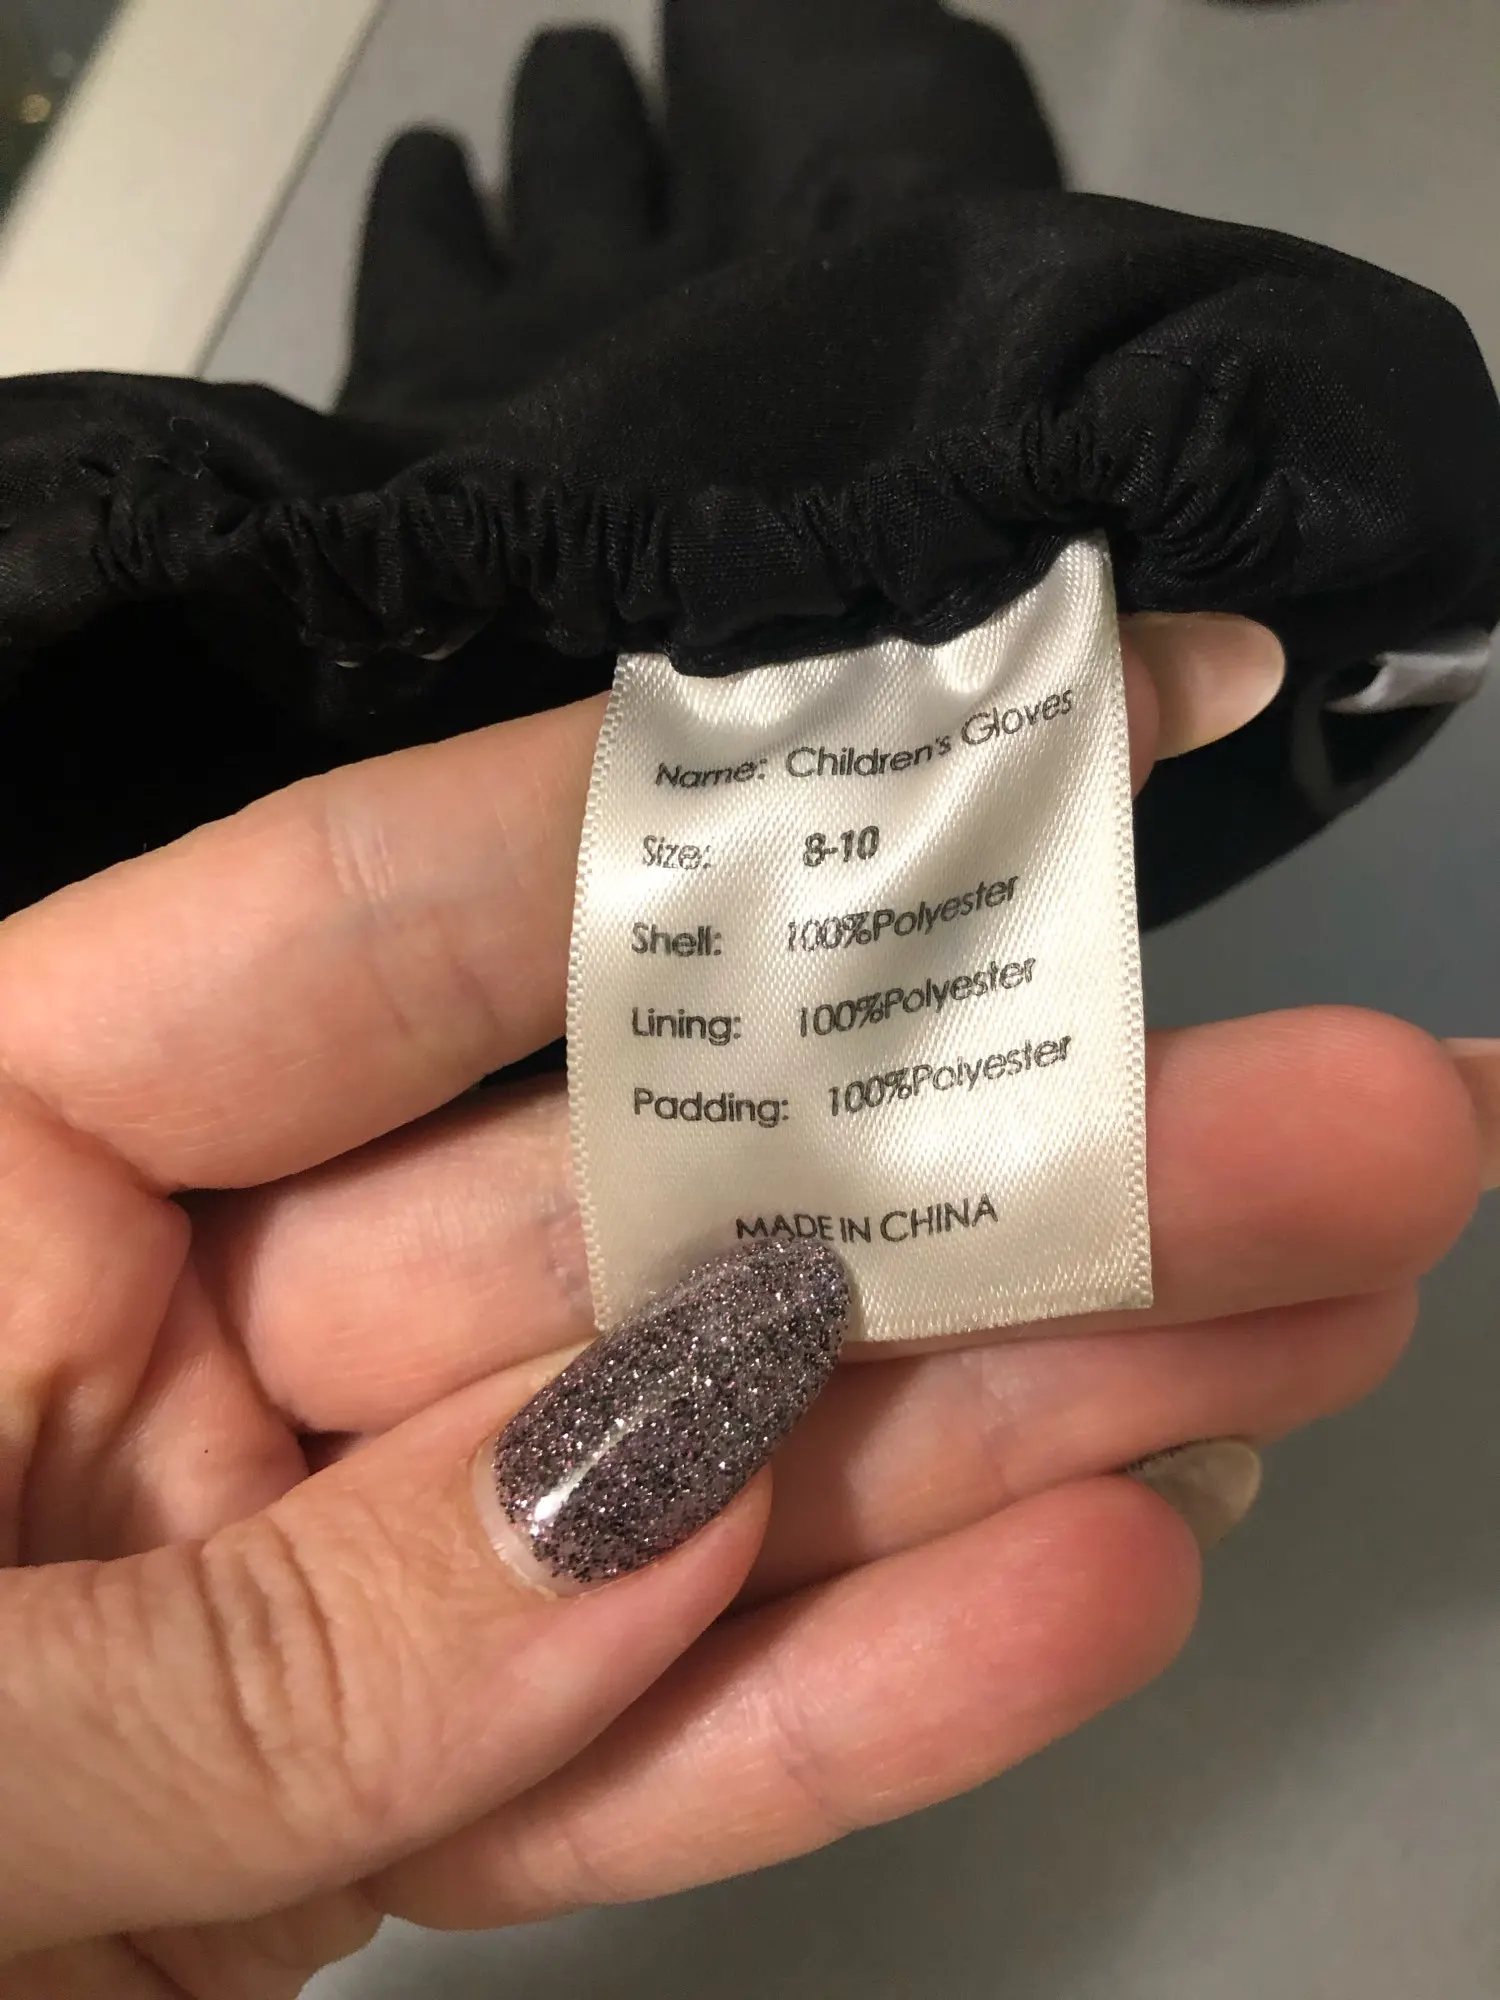 Name: Children's Gloves
Size: 8-10
Shell: 100%Polyester
Lining: 100%Polyester
Padding: 100%Polyester
MADE IN CHINA